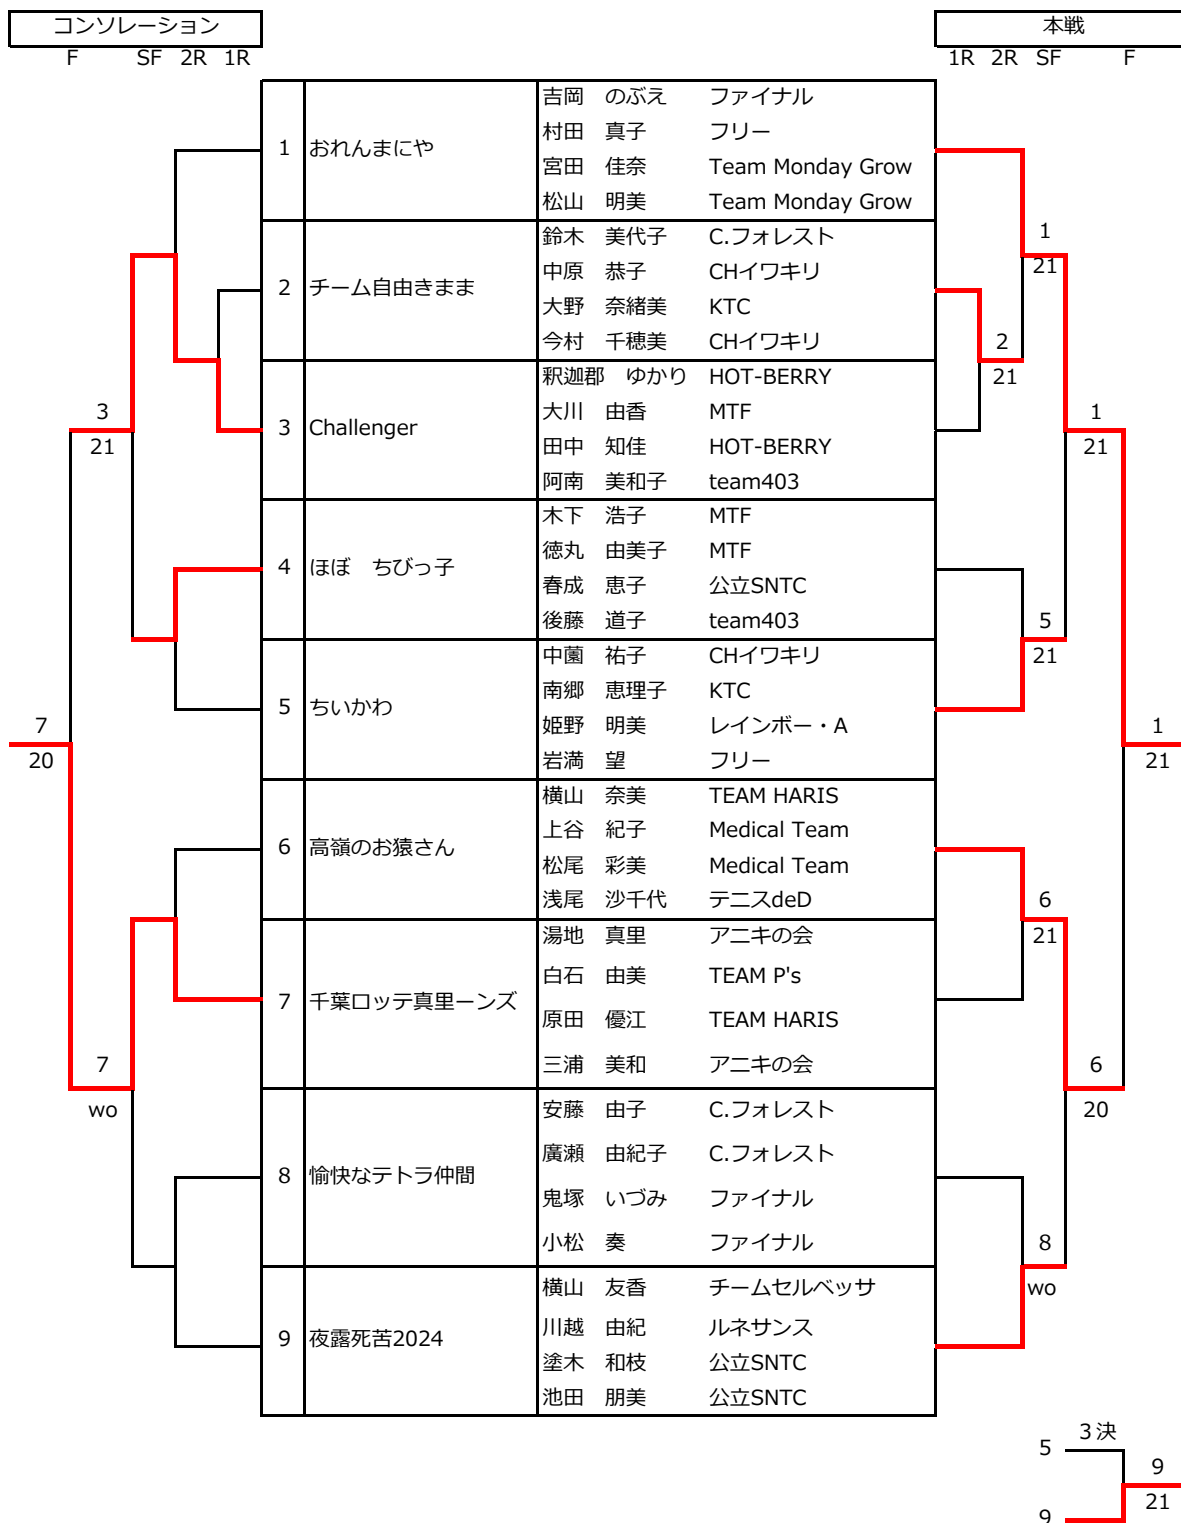 コンソレーション 本戦
F SF 2R 1R 1R 2R SF F
1 おれんまにや
吉岡 のぶえ ファイナル
村田 真子 フリー
宮田 佳奈 Team Monday Grow
松山 明美 Team Monday Grow
2 チーム自由きまま
鈴木 美代子 C.フォレスト
中原 恭子 CHイワキリ
大野 奈緒美 KTC
今村 千穂美 CHイワキリ
3 Challenger
釈迦郡 ゆかり HOT-BERRY
大川 由香 MTF
田中 知佳 HOT-BERRY
阿南 美和子 team403
4 ほぼ ちびっ子
木下 浩子 MTF
徳丸 由美子 MTF
春成 恵子 公立SNTC
後藤 道子 team403
5 ちいかわ
中薗 祐子 CHイワキリ
南郷 恵理子 KTC
姫野 明美 レインボー・A
岩満 望 フリー
6 高嶺のお猿さん
横山 奈美 TEAM HARIS
上谷 紀子 Medical Team
松尾 彩美 Medical Team
浅尾 沙千代 テニスdeD
7 千葉ロッテ真里ーンズ
湯地 真里 アニキの会
白石 由美 TEAM P's
原田 優江 TEAM HARIS
三浦 美和 アニキの会
8 愉快なテトラ仲間
安藤 由子 C.フォレスト
廣瀬 由紀子 C.フォレスト
鬼塚 いづみ ファイナル
小松 奏 ファイナル
9 夜露死苦2024
横山 友香 チームセルベッサ
川越 由紀 ルネサンス
塗木 和枝 公立SNTC
池田 朋美 公立SNTC
3
21
7
20
7
wo
1
21
2
21
1
21
5
21
1
21
6
21
6
20
8
wo
３決
5
9
21
9